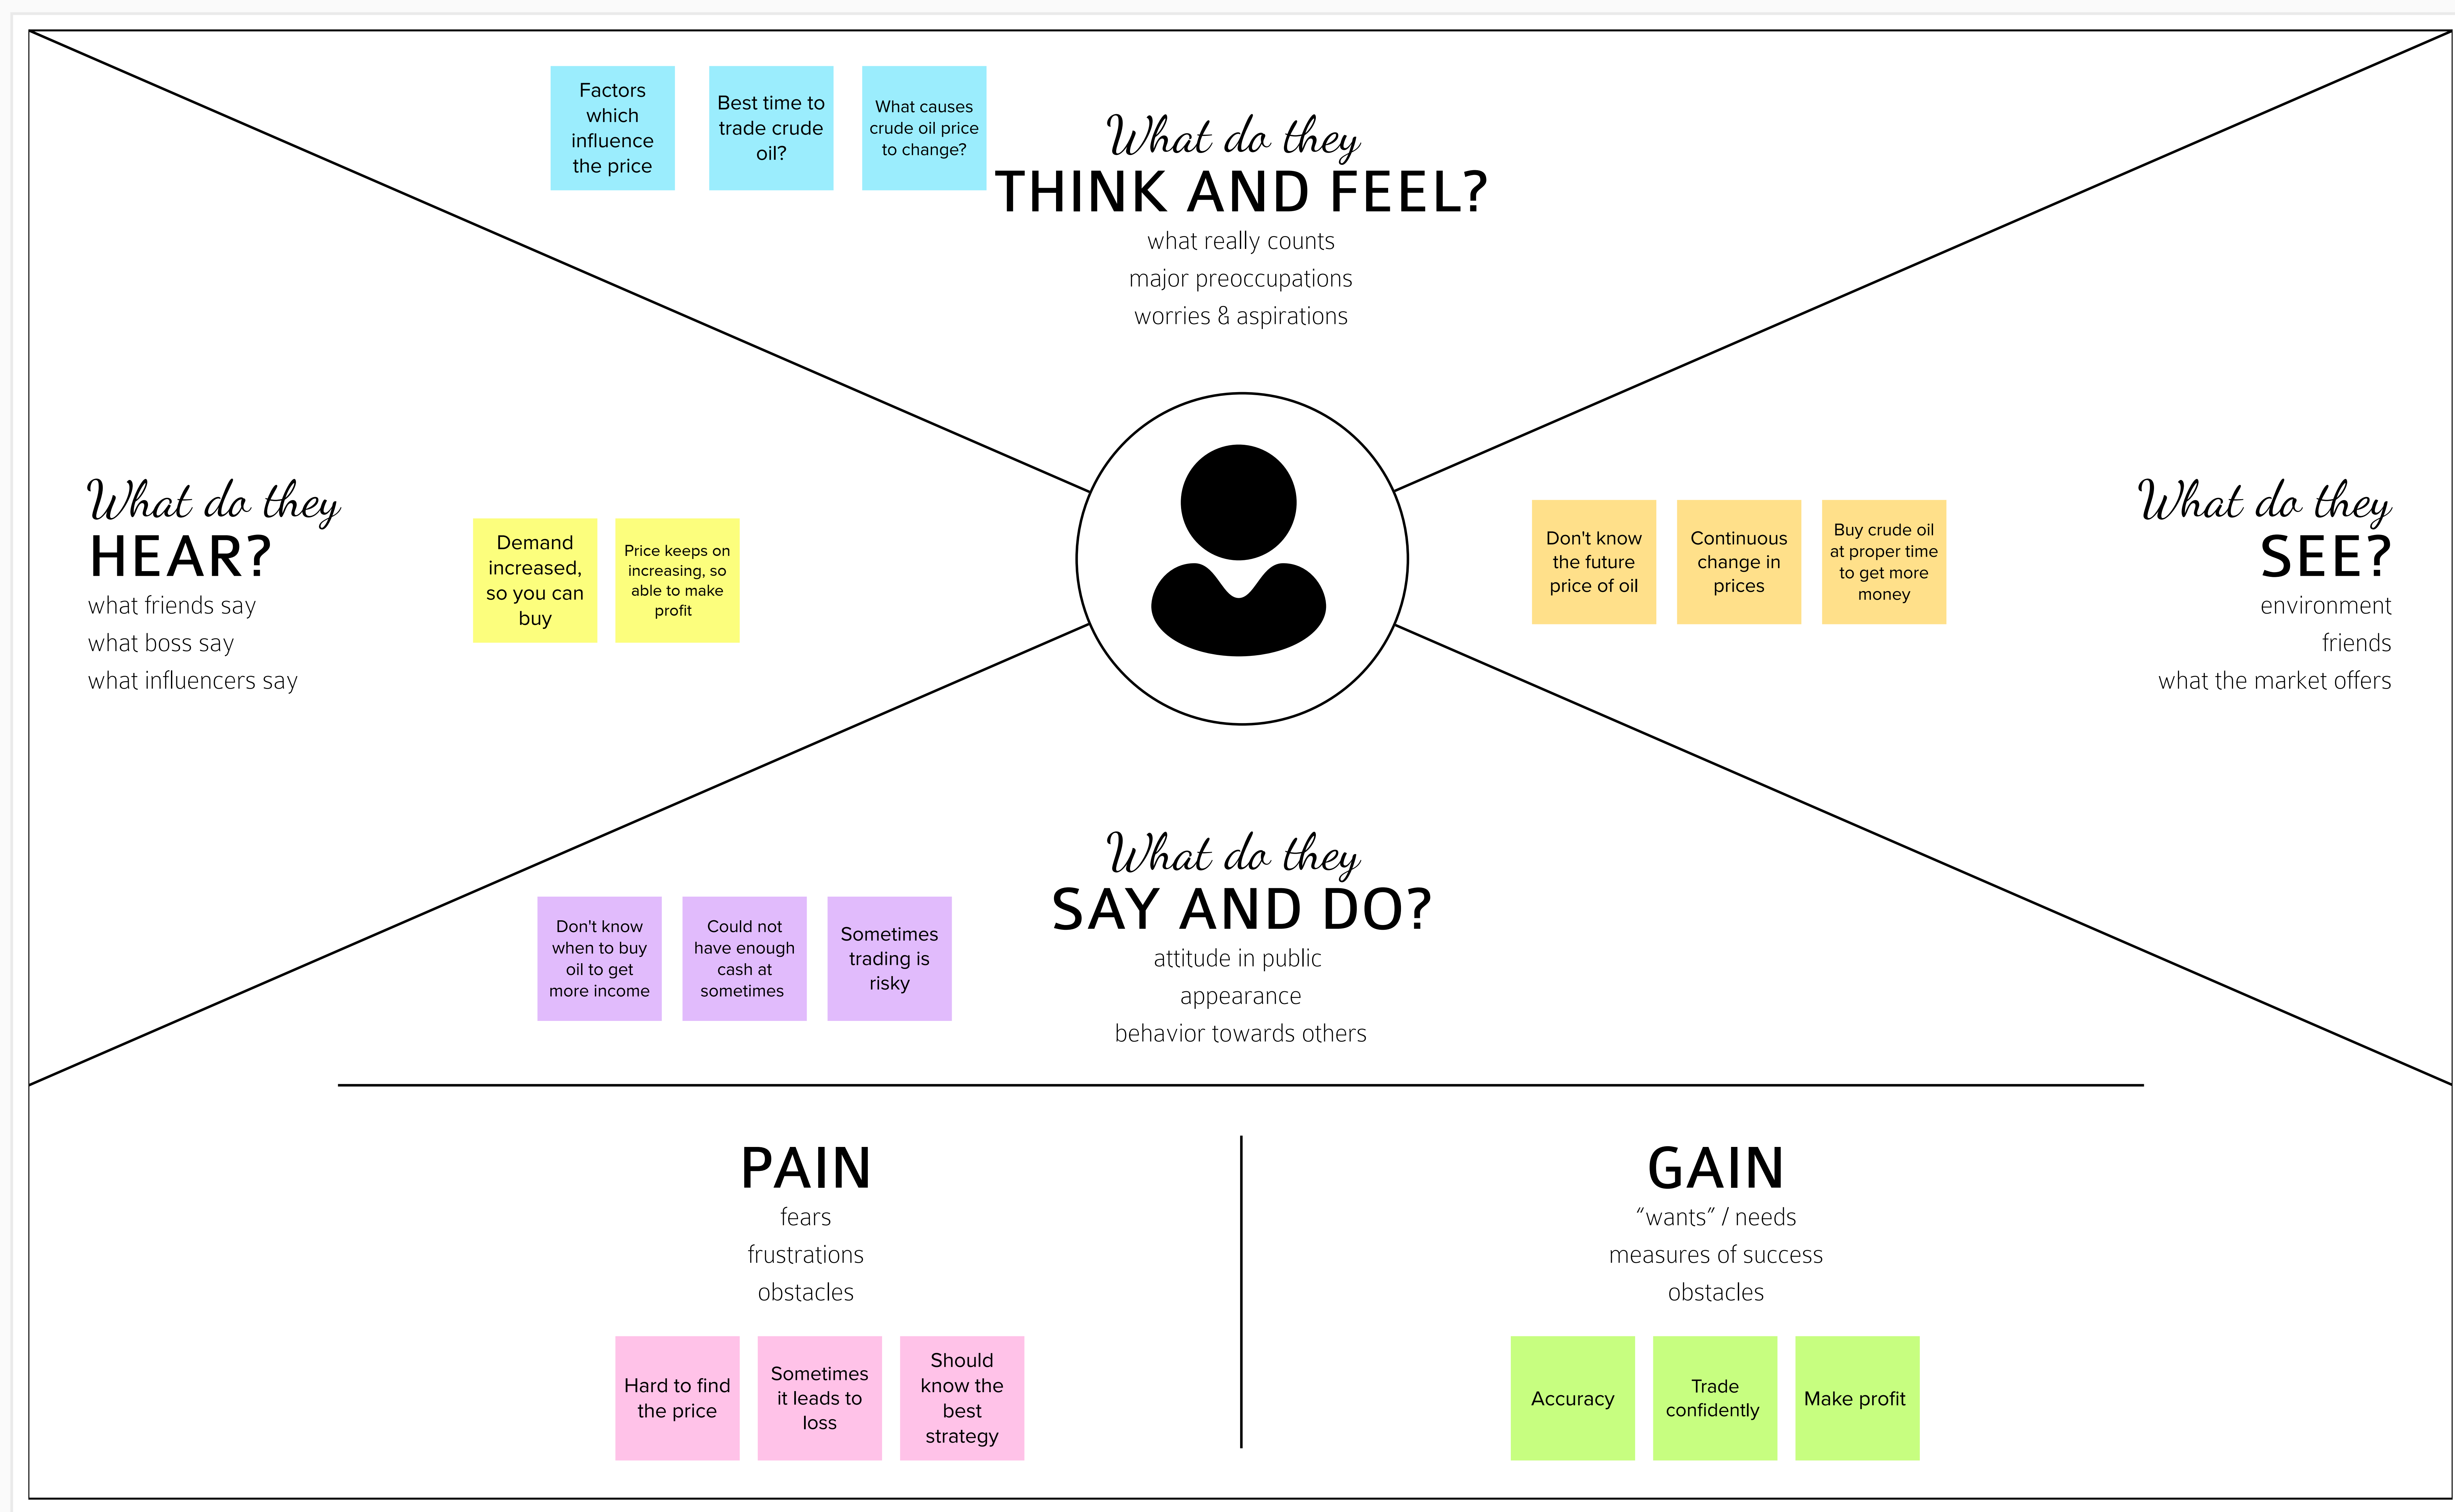 Factors
which
influence
the price
Best time to
trade crude
oil?
What causes
crude oil price
to change?
What do they
THINK AND FEEL?
what really counts
major preoccupations
worries & aspirations
What do they
HEAR?
what friends say
what boss say
what influencers say
Demand
increased,
so you can
buy
Price keeps on
increasing, so
able to make
profit
Don't know
the future
price of oil
Continuous
change in
prices
Buy crude oil
at proper time
to get more
money
What do they
SEE?
environment
friends
what the market offers
Don't know
when to buy
oil to get
more income
Could not
have enough
cash at
sometimes
Sometimes
trading is
risky
What do they
SAY AND DO?
attitude in public
appearance
behavior towards others
PAIN
fears
frustrations
obstacles
Hard to find
the price
Sometimes
it leads to
loss
Should
know the
best
strategy
GAIN
“wants” / needs
measures of success
obstacles
Accuracy
Trade
confidently
Make profit